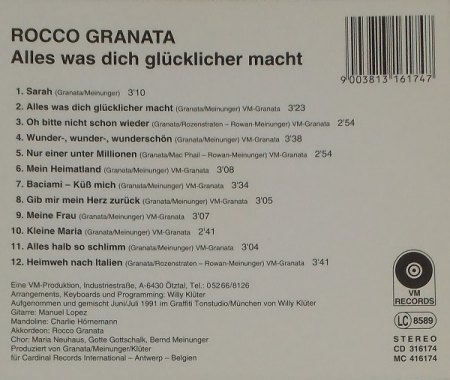 ROCCO GRANATA
Alles was dich glücklicher macht
9003813 161747
1. Sarah (Granata/Meinunger) 3'10
2. Alles was dich glücklicher macht (Granata/Meinunger) VM-Granata 3'23
3. Oh bitte nicht schon wieder (Granata/Rozenstraten – Rowan-Meinunger) VM-Granata 2'54
4. Wunder-, wunder-, wunderschön (Granata/Meinunger) VM-Granata 3'38
5. Nur einer unter Millionen (Granata/Mac Phail – Rowan-Meinunger) VM-Granata 2'54
6. Mein Heimatland (Granata/Meinunger) VM-Granata 3'08
7. Baciami – Küß mich (Granata/Meinunger) VM-Granata 3'34
8. Gib mir mein Herz zurück (Granata/Meinunger) VM-Granata 3'05
9. Meine Frau (Granata/Meinunger) VM-Granata 3'07
10. Kleine Maria (Granata/Meinunger) VM-Granata 2'41
11. Alles halb so schlimm (Granata/Meinunger) VM-Granata 3'04
12. Heimweh nach Italien (Granata/Rozenstraten – Rowan-Meinunger) VM-Granata 3'41
Eine VM-Produktion, Industriestraße, A-6430 Ötztal, Tel.: 05266/8126
Arrangements, Keyboards und Programming: Willy Klüter
Aufgenommen und gemischt Juni/Juli 1991 im Graffiti Tonstudio/München von Willy Klüter
Gitarre: Manuel Lopez
Mandoline: Charlie Hörnemann
Akkordeon: Rocco Granata
Chor: Maria Neuhaus, Gotte Gottschalk, Bernd Meinunger
Produziert von Granata/Meinunger/Klüter
für Cardinal Records International – Antwerp – Belgien
VM
RECORDS
LC 8589
STEREO
CD 316174
MC 416174